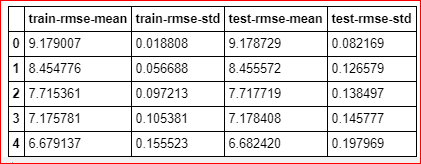 train-rmse-mean train-rmse-std test-rmse-mean test-rmse-std
0 9.179007 0.018808 9.178729 0.082169
1 8.454776 0.056688 8.455572 0.126579
2 7.715361 0.097213 7.717719 0.138497
3 7.175781 0.105381 7.178408 0.145777
4 6.679137 0.155523 6.682420 0.197969